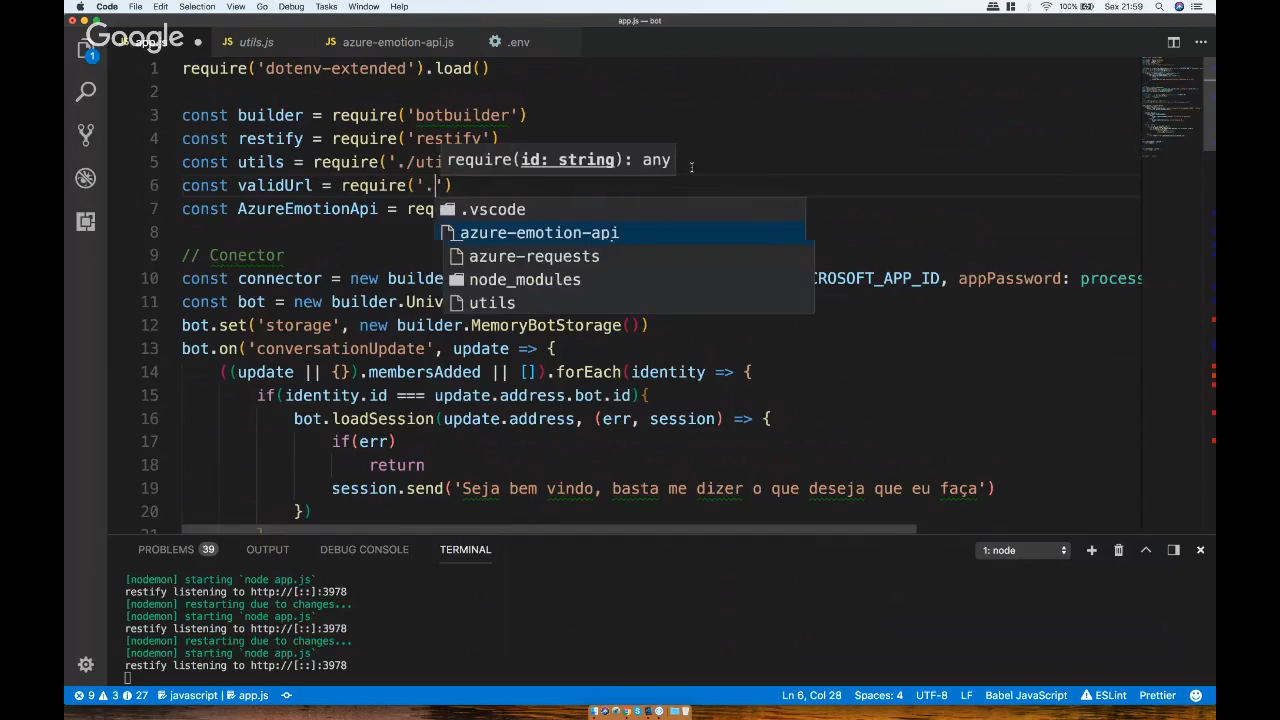 Code File Edit Selection View Go Debug Tasks Window Help 100% Sex 21:59
app.js — bot
Google
utils.js azure-emotion-api.js .env
1
1 require('dotenv-extended').load()
2
3 const builder = require('botbuilder')
4 const restify = require('restify')
5 const utils = require('./uti
require(id: string): any
6 const validUrl = require('.')
7 const AzureEmotionApi = req
.vscode
azure-emotion-api
azure-requests
node_modules
utils
8
9 // Conector
10 const connector = new builde CROSOFT_APP_ID, appPassword: process
11 const bot = new builder.Univ
12 bot.set('storage', new builder.MemoryBotStorage())
13 bot.on('conversationUpdate', update => {
14 ((update || {}).membersAdded || []).forEach(identity => {
15 if(identity.id === update.address.bot.id){
16 bot.loadSession(update.address, (err, session) => {
17 if(err)
18 return
19 session.send('Seja bem vindo, basta me dizer o que deseja que eu faça')
20 })
PROBLEMS 39 OUTPUT DEBUG CONSOLE TERMINAL 1: node
[nodemon] starting `node app.js`
restify listening to http://[::]:3978
[nodemon] restarting due to changes...
[nodemon] starting `node app.js`
restify listening to http://[::]:3978
[nodemon] restarting due to changes...
[nodemon] starting `node app.js`
restify listening to http://[::]:3978
9 3 27 javascript | app.js Ln 6, Col 28 Spaces: 4 UTF-8 LF Babel JavaScript ESLint Prettier